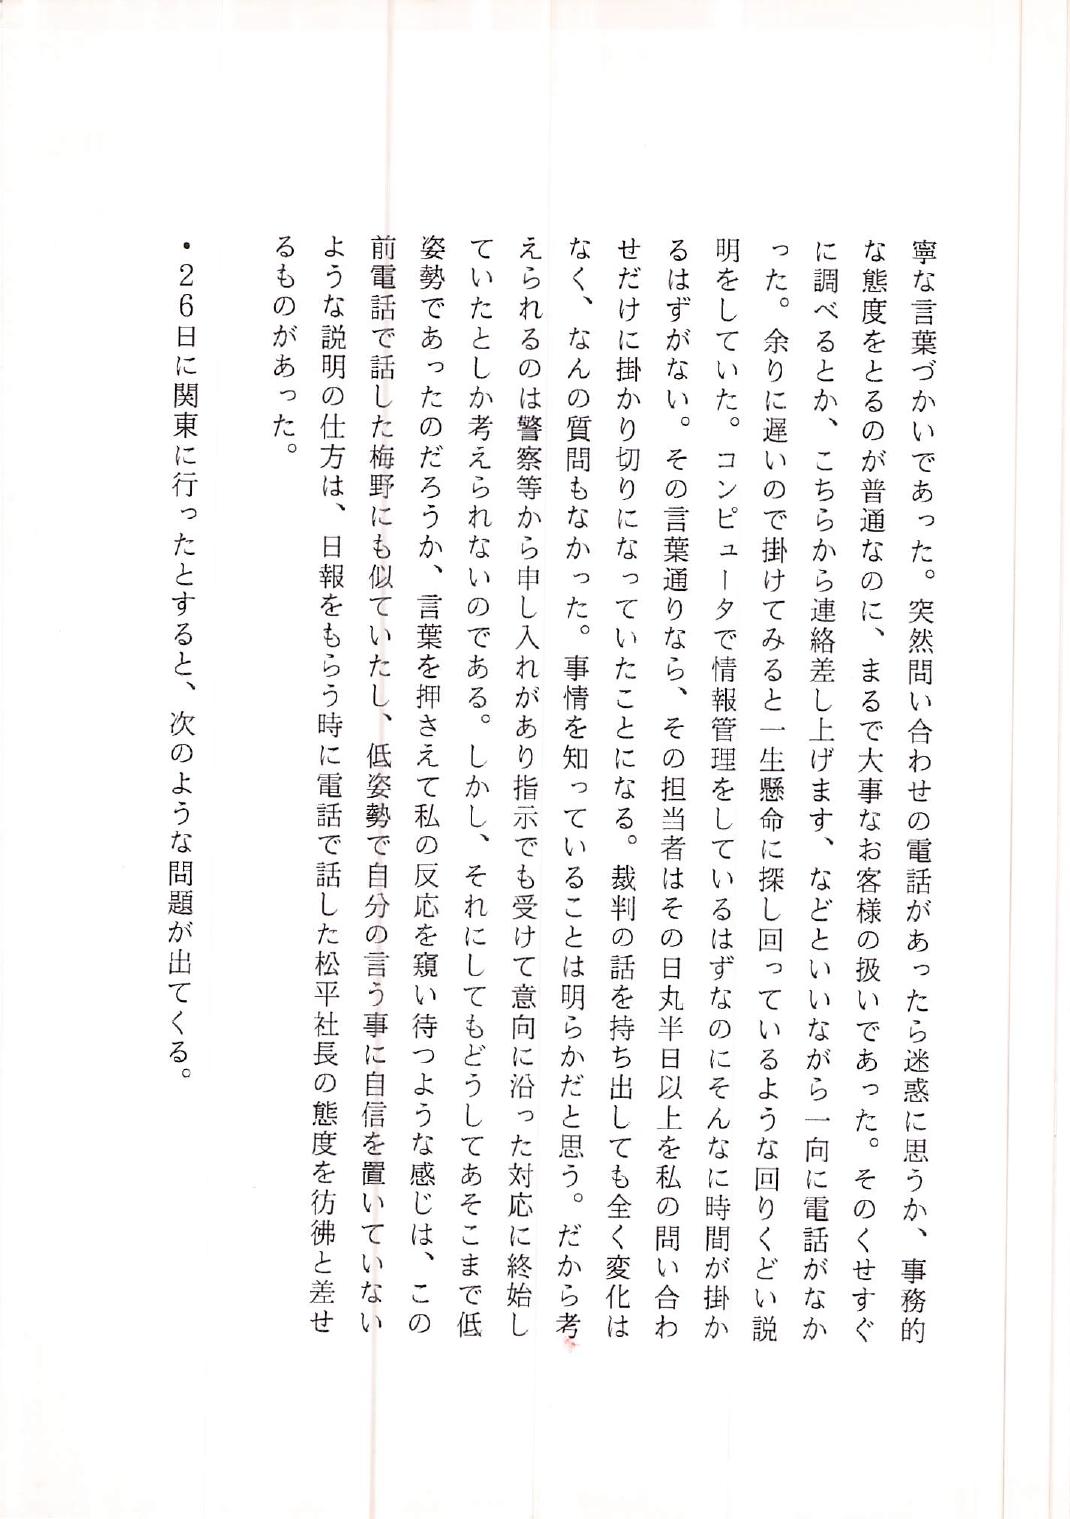 寧な言葉づかいであった。突然問い合わせの電話があったら迷惑に思うか、事務的
な態度をとるのが普通なのに、まるで大事なお客様の扱いであった。そのくせすぐ
に調べるとか、こちらから連絡差し上げます、などといいながら一向に電話がなか
った。余りに遅いので掛けてみると一生懸命に探し回っているような回りくどい説
明をしていた。コンピュータで情報管理をしているはずなのにそんなに時間が掛か
るはずがない。その言葉通りなら、その担当者はその日丸半日以上を私の問い合わ
せだけに掛かり切りになっていたことになる。裁判の話を持ち出しても全く変化は
なく、なんの質問もなかった。事情を知っていることは明らかだと思う。だから考
えられるのは警察等から申し入れがあり指示でも受けて意向に沿った対応に終始し
ていたとしか考えられないのである。しかし、それにしてもどうしてあそこまで低
姿勢であったのだろうか、言葉を押さえて私の反応を窺い待つような感じは、この
前電話で話した梅野にも似ていたし、低姿勢で自分の言う事に自信を置いていない
ような説明の仕方は、日報をもらう時に電話で話した松平社長の態度を彷彿と差せ
るものがあった。
・26日に関東に行ったとすると、次のような問題が出てくる。